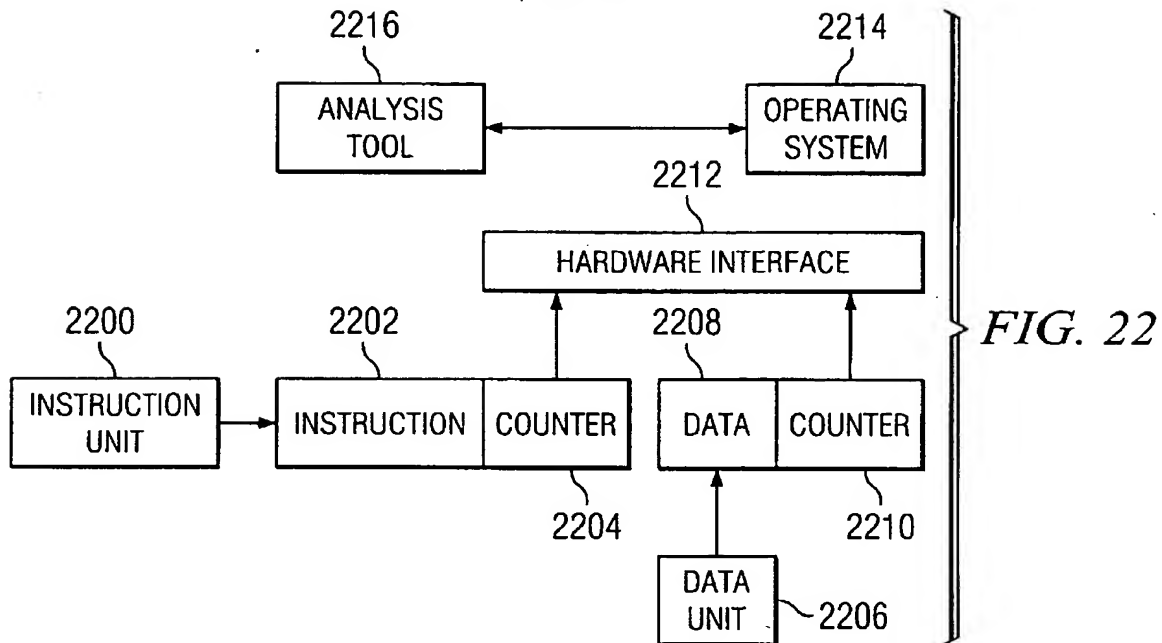 2216
2214
ANALYSIS
TOOL
OPERATING
SYSTEM
2212
HARDWARE INTERFACE
2200
2202
2208
FIG. 22
INSTRUCTION
UNIT
INSTRUCTION
COUNTER
DATA
COUNTER
2204
2210
DATA
UNIT
2206